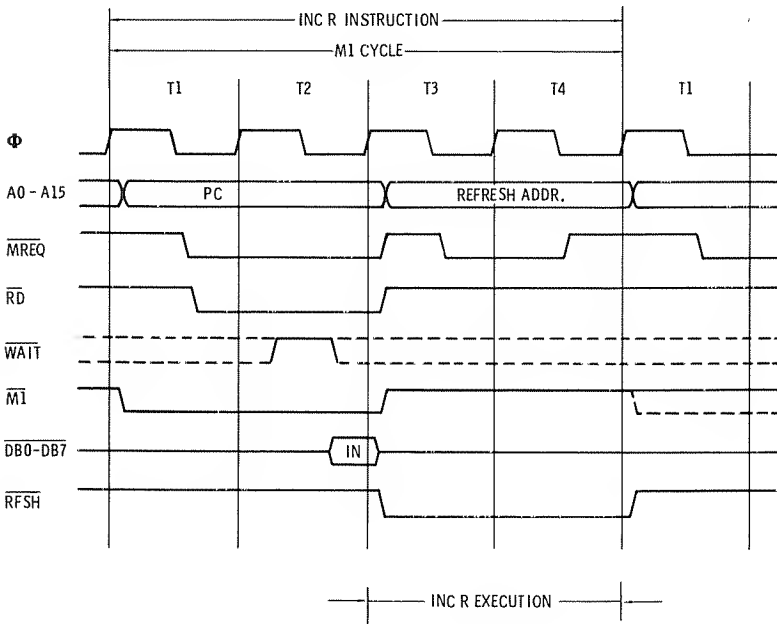 INC R INSTRUCTION
M1 CYCLE
T1 T2 T3 T4 T1
Φ
A0 - A15 PC REFRESH ADDR.
MREQ
RD
WAIT
M1
DB0-DB7 IN
RFSH
INC R EXECUTION